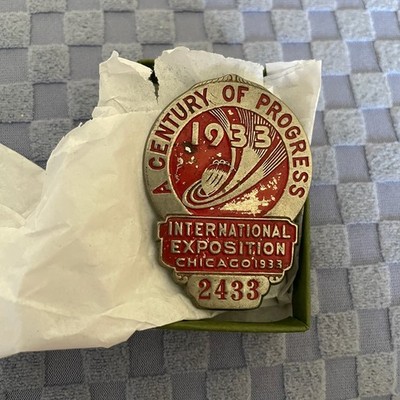 A CENTURY OF PROGRESS
1933
INTERNATIONAL
EXPOSITION
CHICAGO 1933
2433